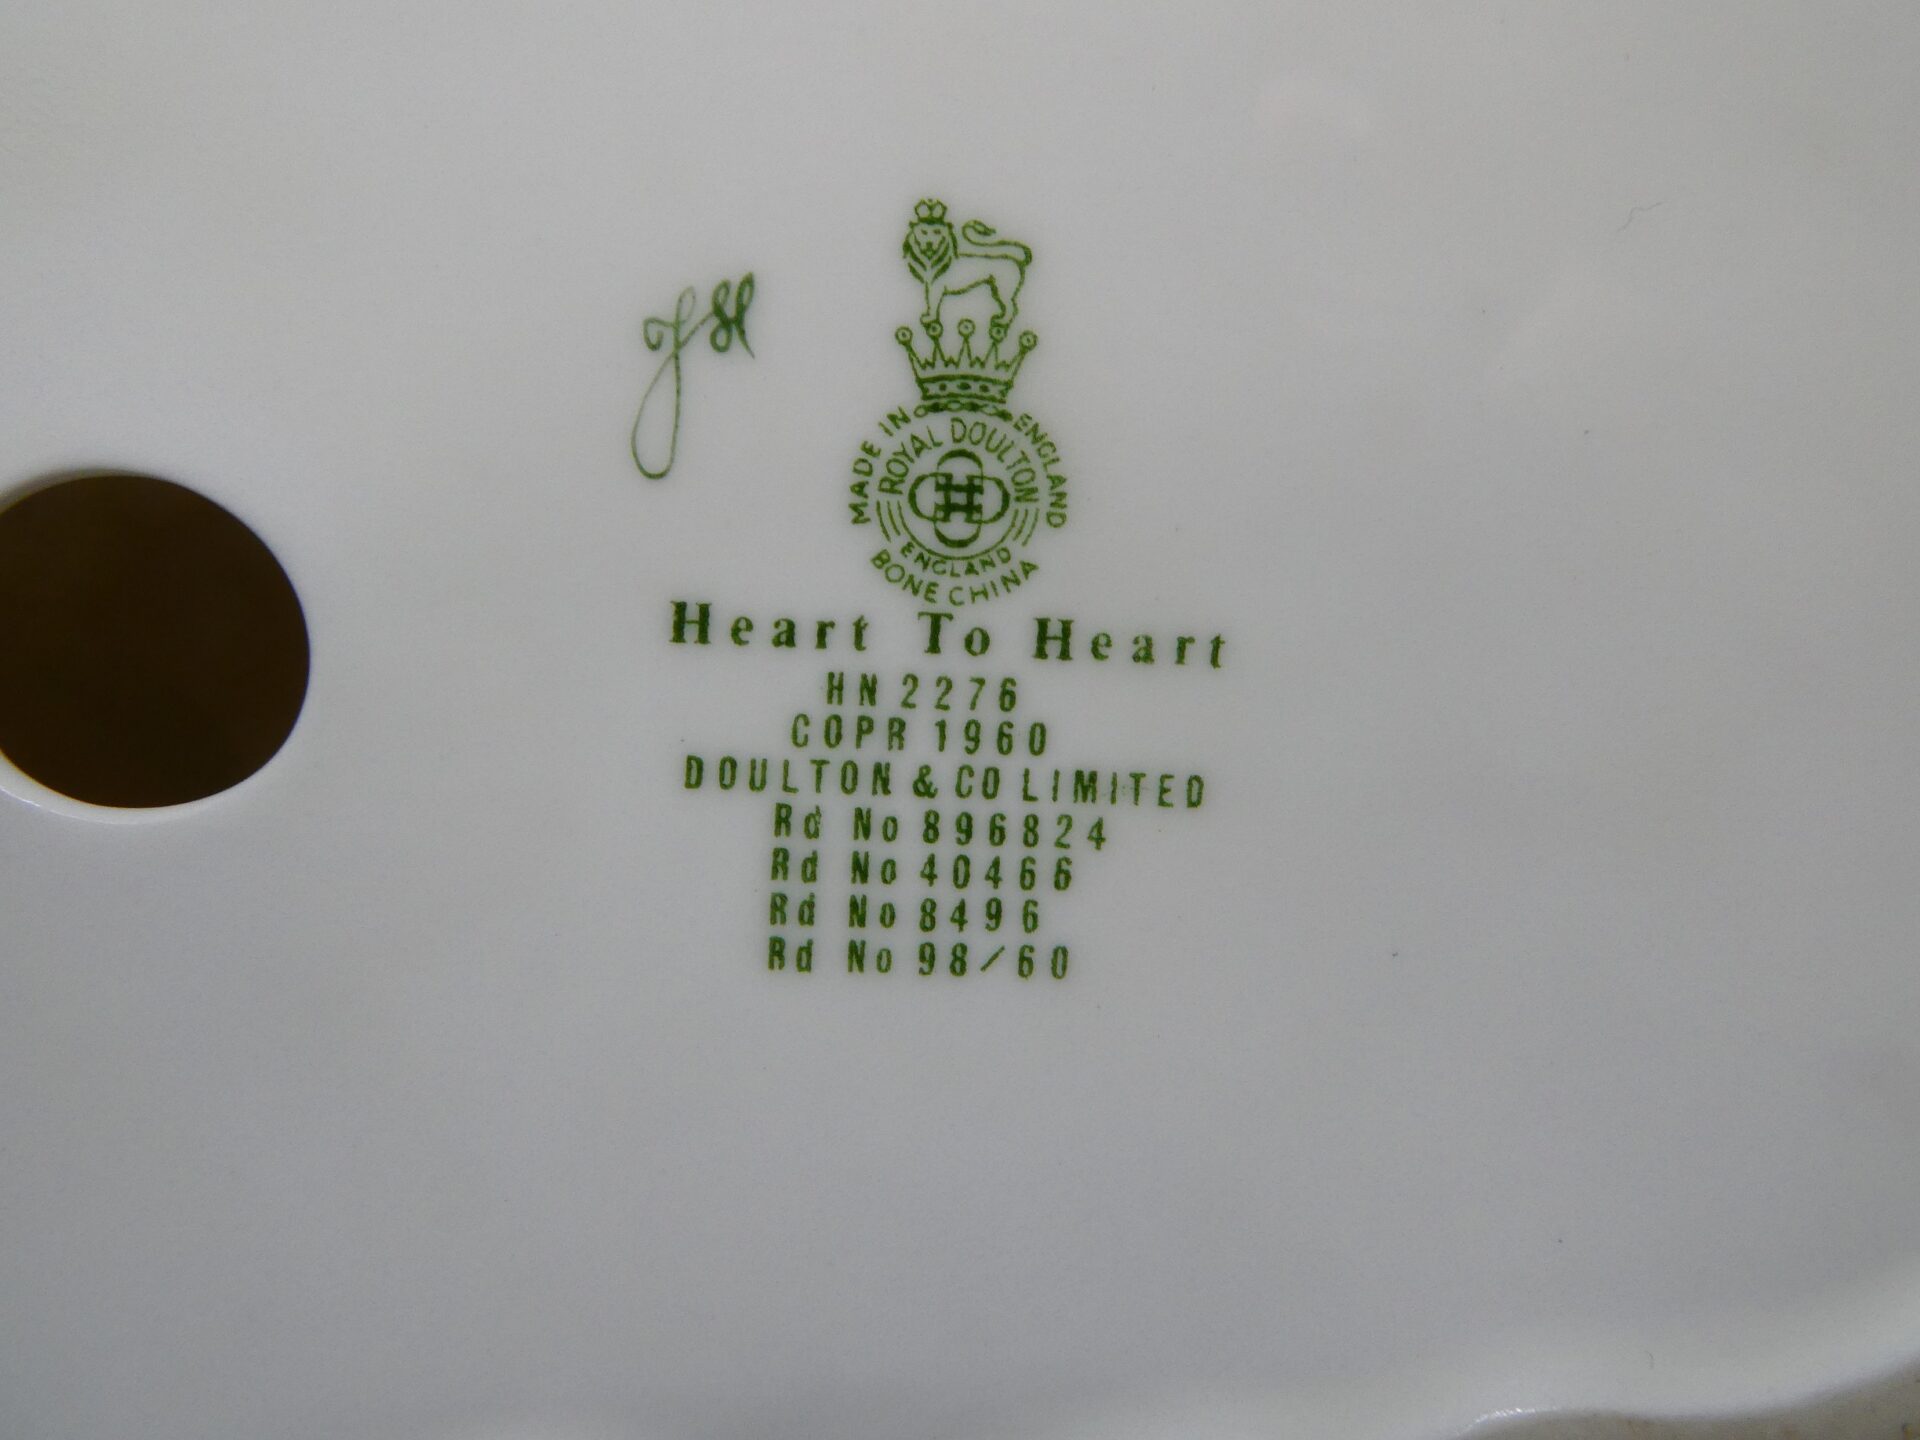 JH
MADE IN ENGLAND
ROYAL DOULTON
ENGLAND
BONE CHINA
Heart To Heart
HN 2276
COPR 1960
DOULTON & CO LIMITED
Rd No 896824
Rd No 40466
Rd No 8496
Rd No 98/60